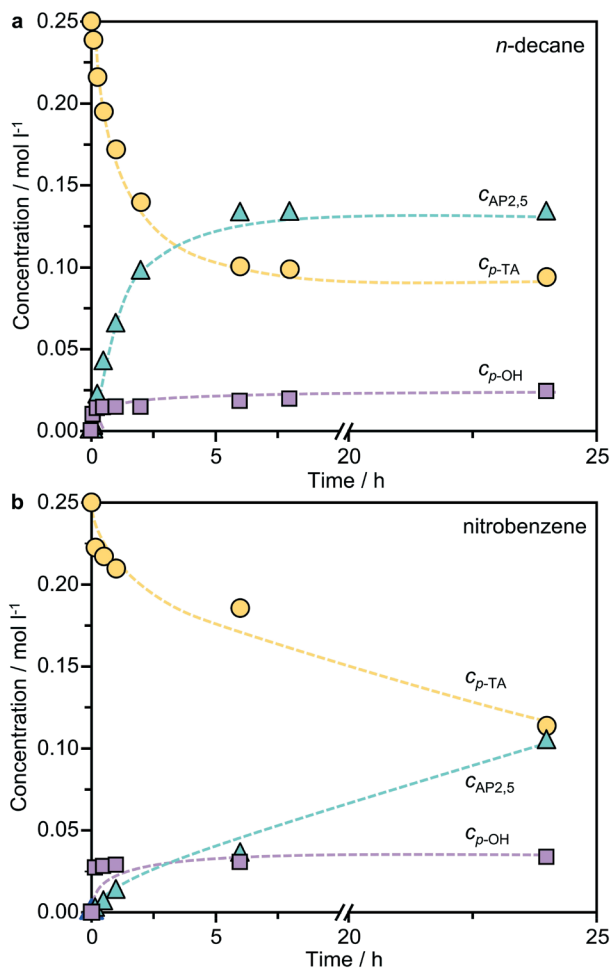 a
n-decane
Concentration / mol l⁻¹
0.25
0.20
0.15
0.10
0.05
0.00
cAP2,5
cp-TA
cp-OH
0
5
20
25
Time / h
b
nitrobenzene
Concentration / mol l⁻¹
0.25
0.20
0.15
0.10
0.05
0.00
cp-TA
cAP2,5
cp-OH
0
5
20
25
Time / h